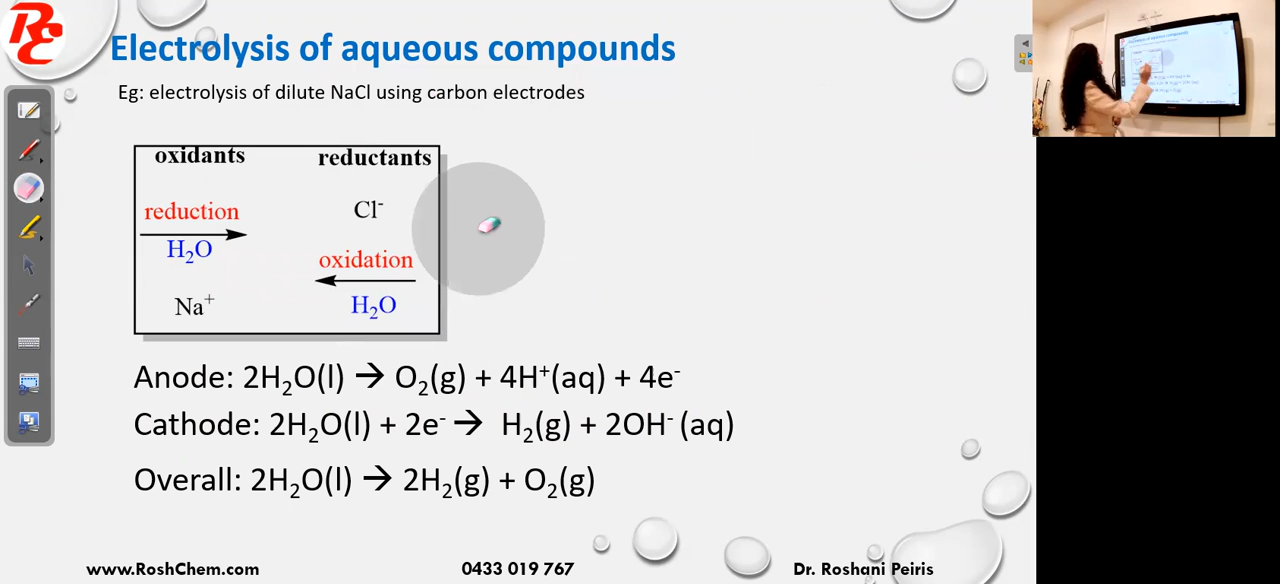 RC
Electrolysis of aqueous compounds
Eg: electrolysis of dilute NaCl using carbon electrodes
oxidants reductants
reduction Cl⁻
H₂O oxidation
Na⁺ H₂O
Anode: 2H₂O(l) → O₂(g) + 4H⁺(aq) + 4e⁻
Cathode: 2H₂O(l) + 2e⁻ → H₂(g) + 2OH⁻ (aq)
Overall: 2H₂O(l) → 2H₂(g) + O₂(g)
www.RoshChem.com 0433 019 767 Dr. Roshani Peiris